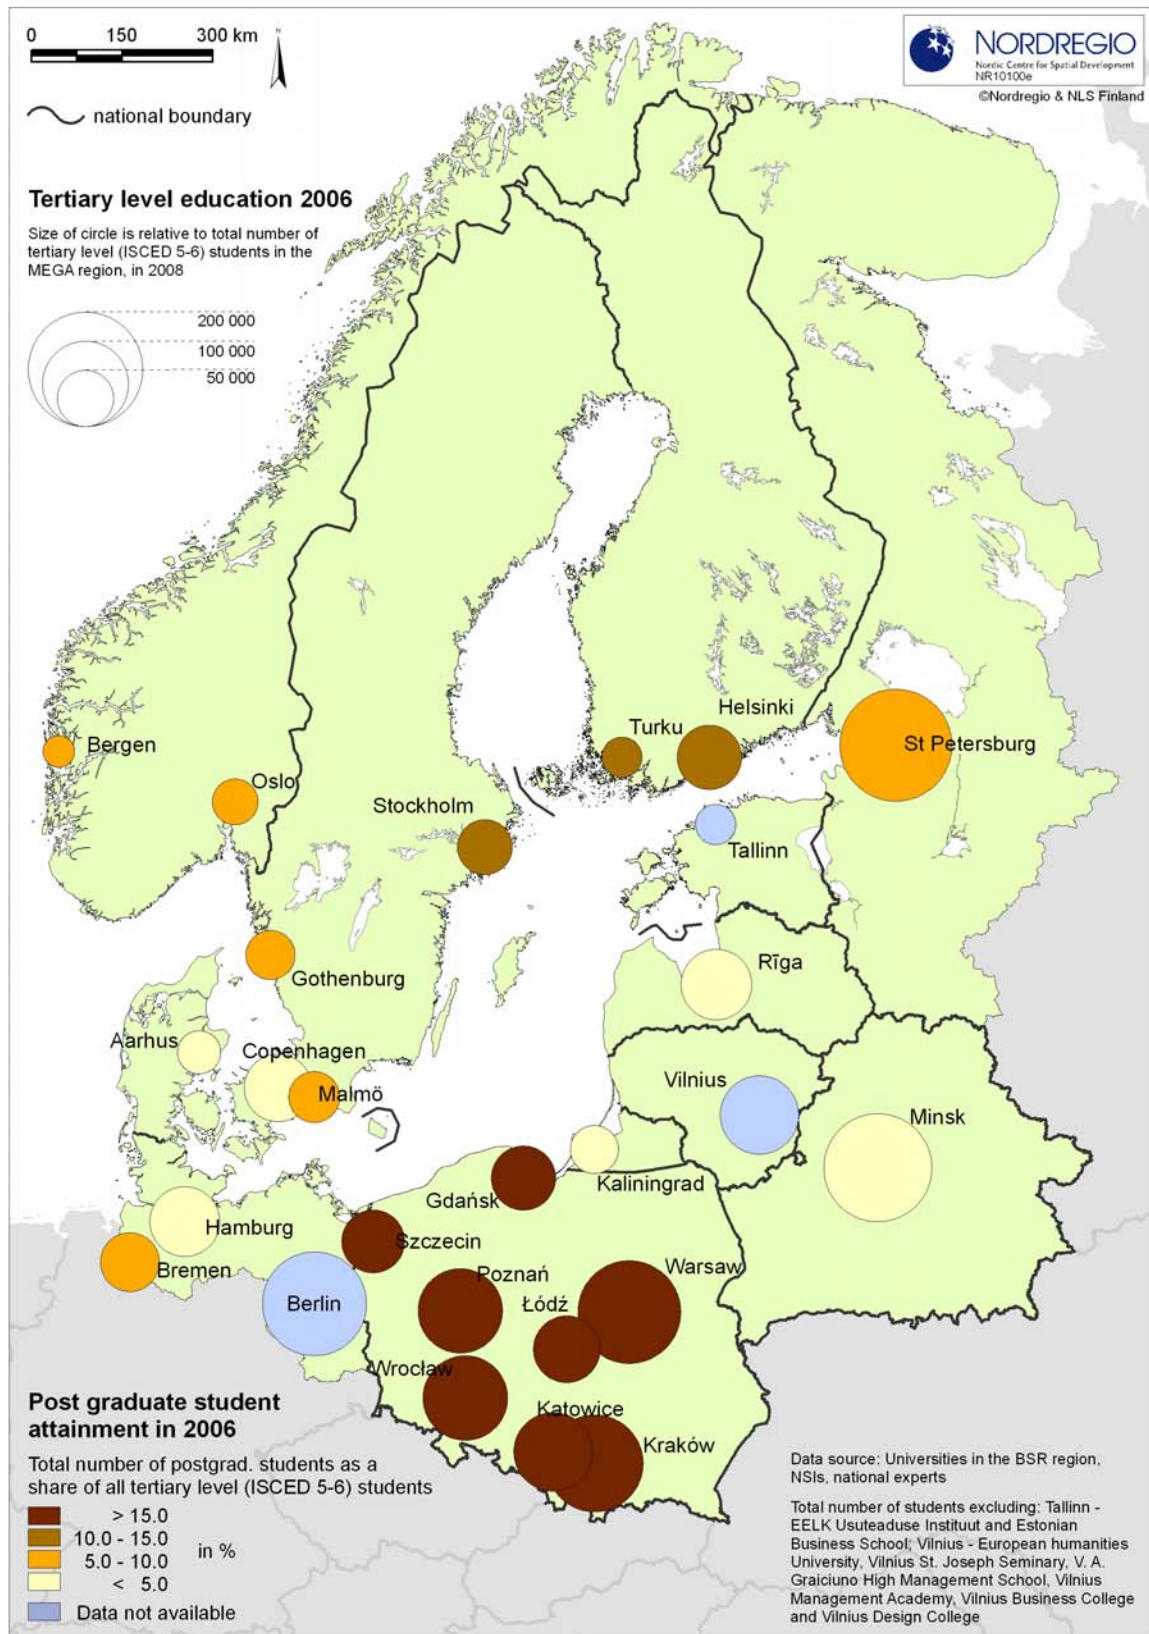 0 150 300 km
N
NORDREGIO
Nordic Centre for Spatial Development
NR10100e
©Nordregio & NLS Finland
national boundary
Tertiary level education 2006
Size of circle is relative to total number of
tertiary level (ISCED 5-6) students in the
MEGA region, in 2008
200 000
100 000
50 000
Helsinki
Turku
St Petersburg
Bergen
Oslo
Stockholm
Tallinn
Rīga
Gothenburg
Aarhus
Copenhagen
Malmö
Vilnius
Minsk
Kaliningrad
Gdańsk
Hamburg
Szczecin
Bremen
Poznań
Warsaw
Berlin
Łódź
Wrocław
Katowice
Kraków
Post graduate student
attainment in 2006
Total number of postgrad. students as a
share of all tertiary level (ISCED 5-6) students
> 15.0
10.0 - 15.0
5.0 - 10.0
< 5.0
in %
Data not available
Data source: Universities in the BSR region,
NSIs, national experts
Total number of students excluding: Tallinn -
EELK Usuteaduse Instituut and Estonian
Business School; Vilnius - European humanities
University, Vilnius St. Joseph Seminary, V. A.
Graiciuno High Management School, Vilnius
Management Academy, Vilnius Business College
and Vilnius Design College